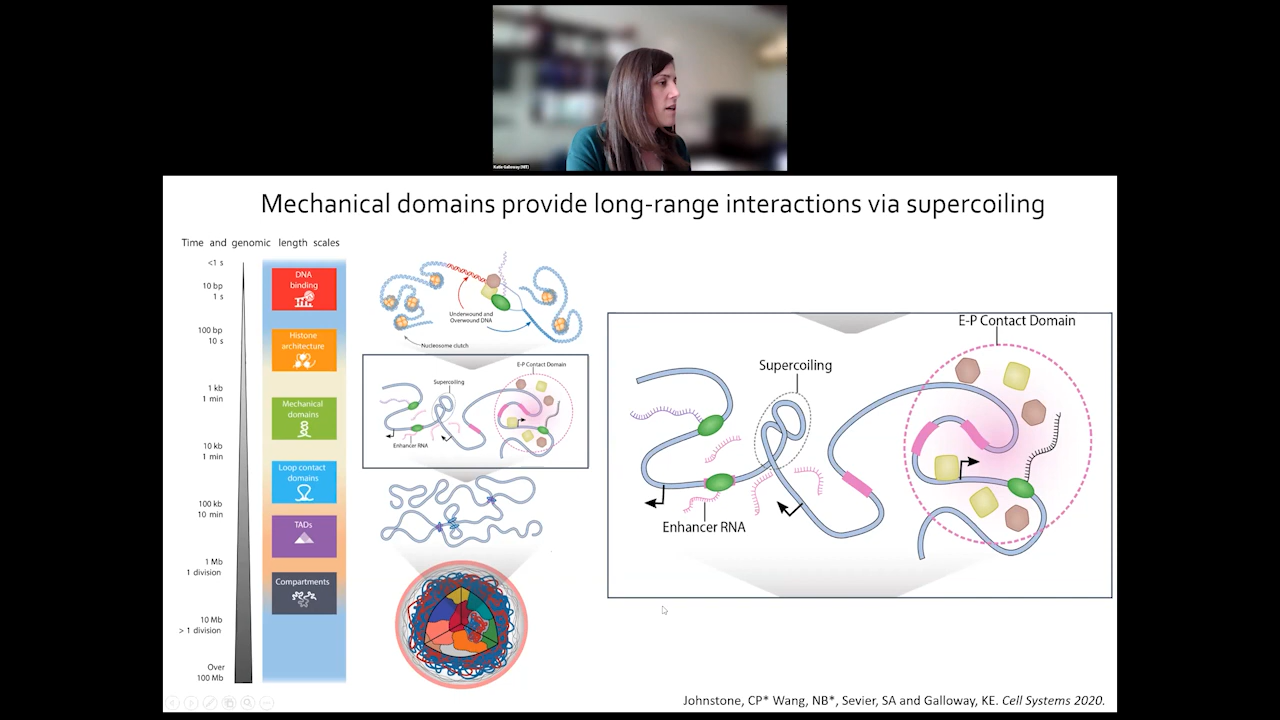 Katie Galloway (MIT)
Mechanical domains provide long-range interactions via supercoiling
Time and genomic length scales
<1 s
10 bp
1 s
100 bp
10 s
1 kb
1 min
10 kb
1 min
100 kb
10 min
1 Mb
1 division
10 Mb
> 1 division
Over
100 Mb
DNA
binding
Histone
architecture
Mechanical
domains
Loop contact
domains
TADs
Compartments
Underwound and
Overwound DNA
Nucleosome clutch
E-P Contact Domain
Supercoiling
Enhancer RNA
E-P Contact Domain
Supercoiling
Enhancer RNA
Johnstone, CP* Wang, NB*, Sevier, SA and Galloway, KE. Cell Systems 2020.